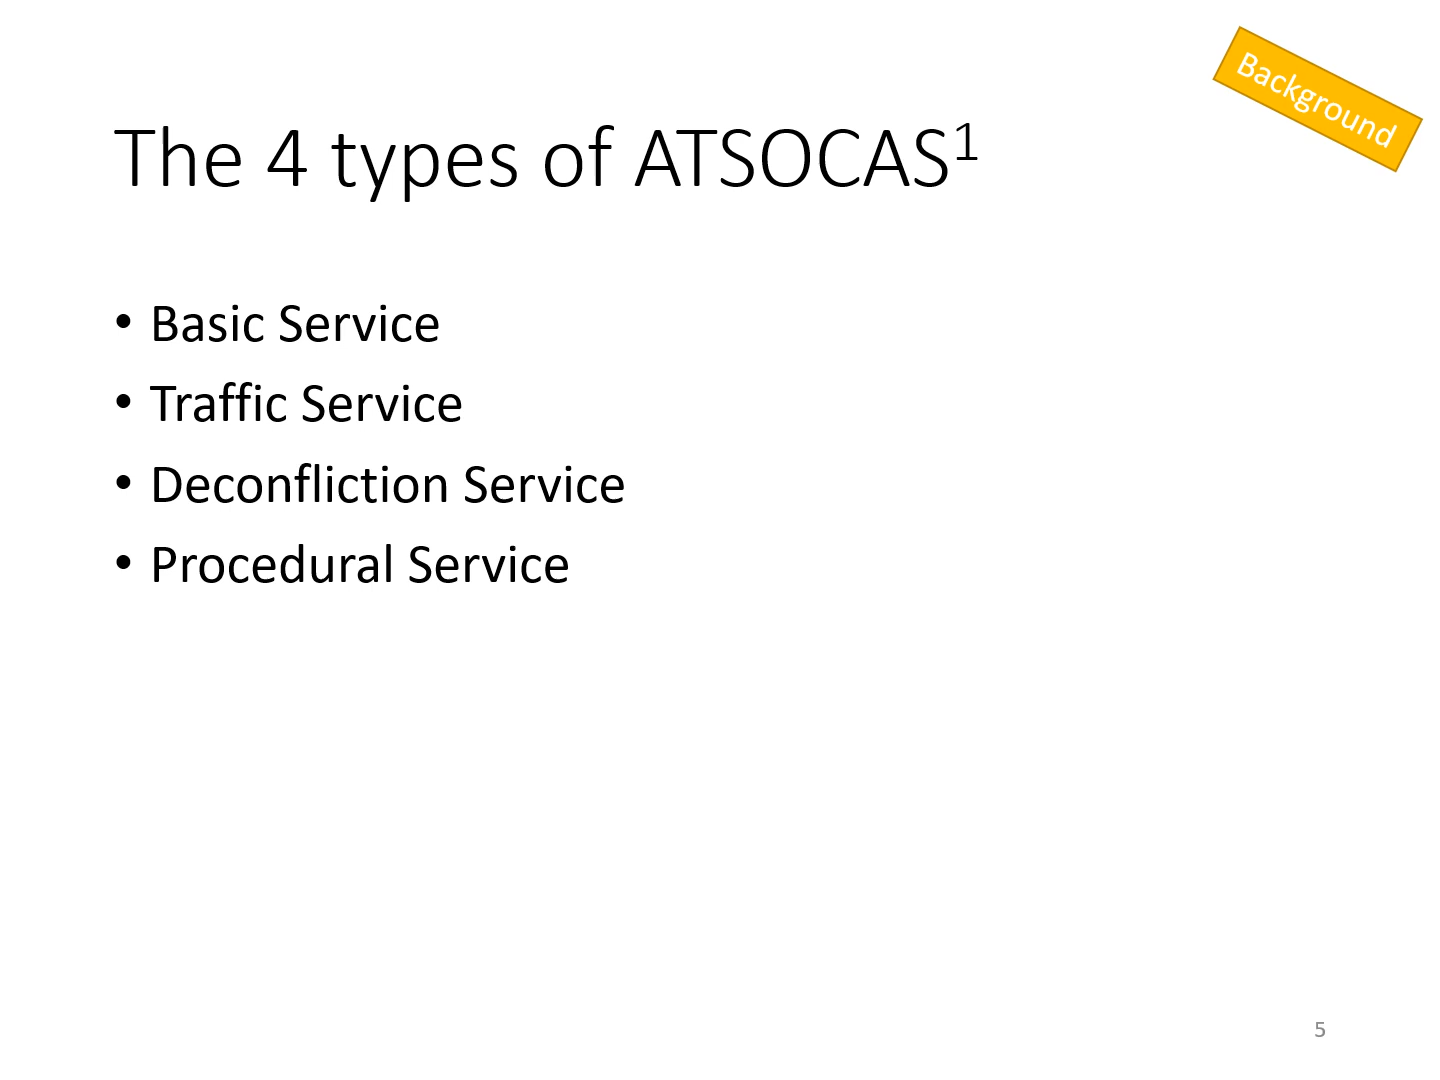 Background
The 4 types of ATSOCAS¹
• Basic Service
• Traffic Service
• Deconfliction Service
• Procedural Service
5